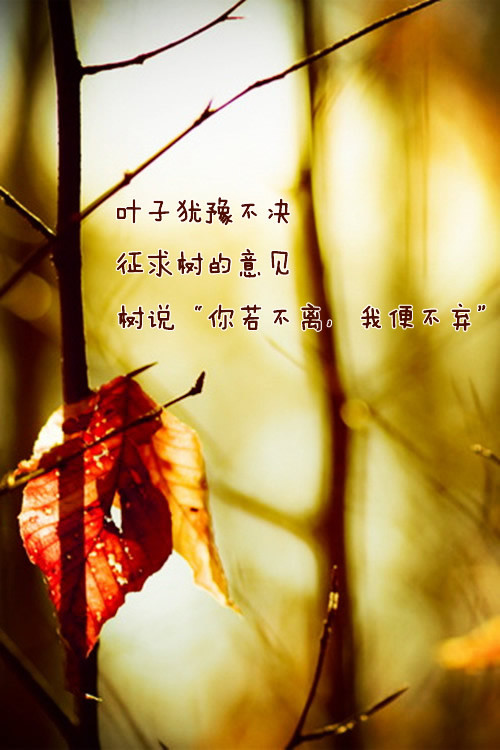 叶子犹豫不决
征求树的意见
树说“你若不离，我便不弃”